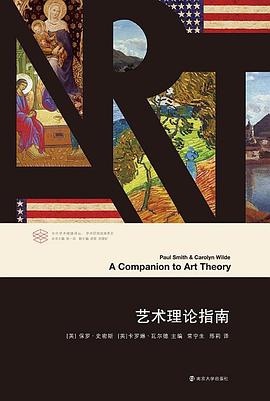 ART
Paul Smith & Carolyn Wilde
A Companion to Art Theory
艺术理论指南
[英] 保罗·史密斯 [英]卡罗琳·瓦尔德 主编 常宁生 邢莉 译
南京大学出版社